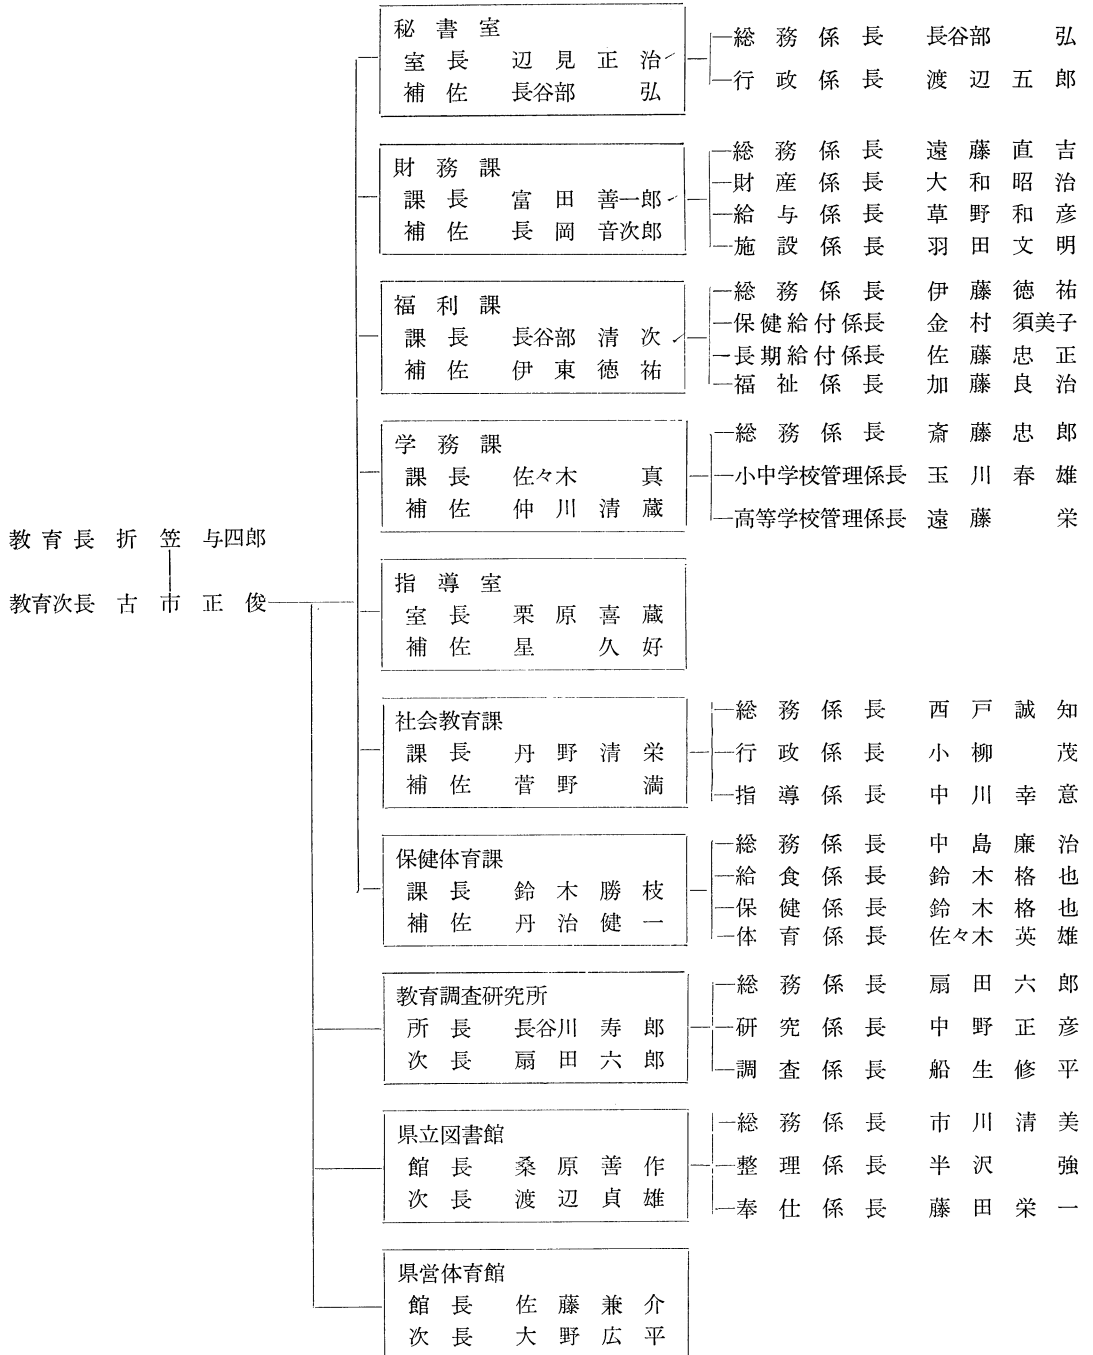 教育長 折笠 与四郎
教育次長 古市正俊
秘書室
室長 辺見正治
補佐 長谷部 弘
総務係長 長谷部 弘
行政係長 渡辺五郎
財務課
課長 富田善一郎
補佐 長岡音次郎
総務係長 遠藤直吉
財産係長 大和昭治
給与係長 草野和彦
施設係長 羽田文明
福利課
課長 長谷部清次
補佐 伊東徳祐
総務係長 伊藤徳祐
保健給付係長 金村須美子
長期給付係長 佐藤忠正
福祉係長 加藤良治
学務課
課長 佐々木 真
補佐 仲川清蔵
総務係長 斎藤忠郎
小中学校管理係長 玉川春雄
高等学校管理係長 遠藤 栄
指導室
室長 栗原喜蔵
補佐 星 久好
社会教育課
課長 丹野清栄
補佐 菅野 満
総務係長 西戸誠知
行政係長 小柳 茂
指導係長 中川幸意
保健体育課
課長 鈴木勝枝
補佐 丹治健一
総務係長 中島廉治
給食係長 鈴木格也
保健係長 鈴木格也
体育係長 佐々木英雄
教育調査研究所
所長 長谷川寿郎
次長 扇田六郎
総務係長 扇田六郎
研究係長 中野正彦
調査係長 船生修平
県立図書館
館長 桑原善作
次長 渡辺貞雄
総務係長 市川清美
整理係長 半沢 強
奉仕係長 藤田栄一
県営体育館
館長 佐藤兼介
次長 大野広平